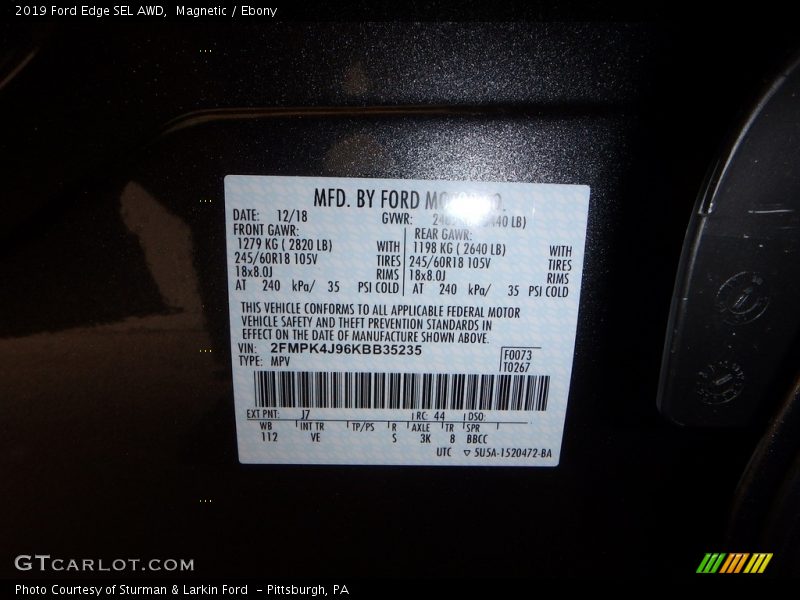 2019 Ford Edge SEL AWD,  Magnetic / Ebony
MFD. BY FORD
DATE: 12/18 GVWR: LB)
FRONT GAWR: REAR GAWR:
1279 KG ( 2820 LB) WITH 1198 KG ( 2640 LB) WITH
245/60R18 105V TIRES 245/60R18 105V TIRES
18x8.0J RIMS 18x8.0J RIMS
AT 240 kPa/ 35 PSI COLD AT 240 kPa/ 35 PSI COLD
THIS VEHICLE CONFORMS TO ALL APPLICABLE FEDERAL MOTOR
VEHICLE SAFETY AND THEFT PREVENTION STANDARDS IN
EFFECT ON THE DATE OF MANUFACTURE SHOWN ABOVE.
VIN: 2FMPK4J96KBB35235
TYPE: MPV
F0073
T0267
EXT PNT: J7 RC: 44 DSO:
WB INT TR TP/PS R AXLE TR SPR
112 VE S 3K 8 BBCC
UTC ▽ 5U5A-1520472-BA
GTCARLOT.COM
Photo Courtesy of Sturman & Larkin Ford  - Pittsburgh, PA